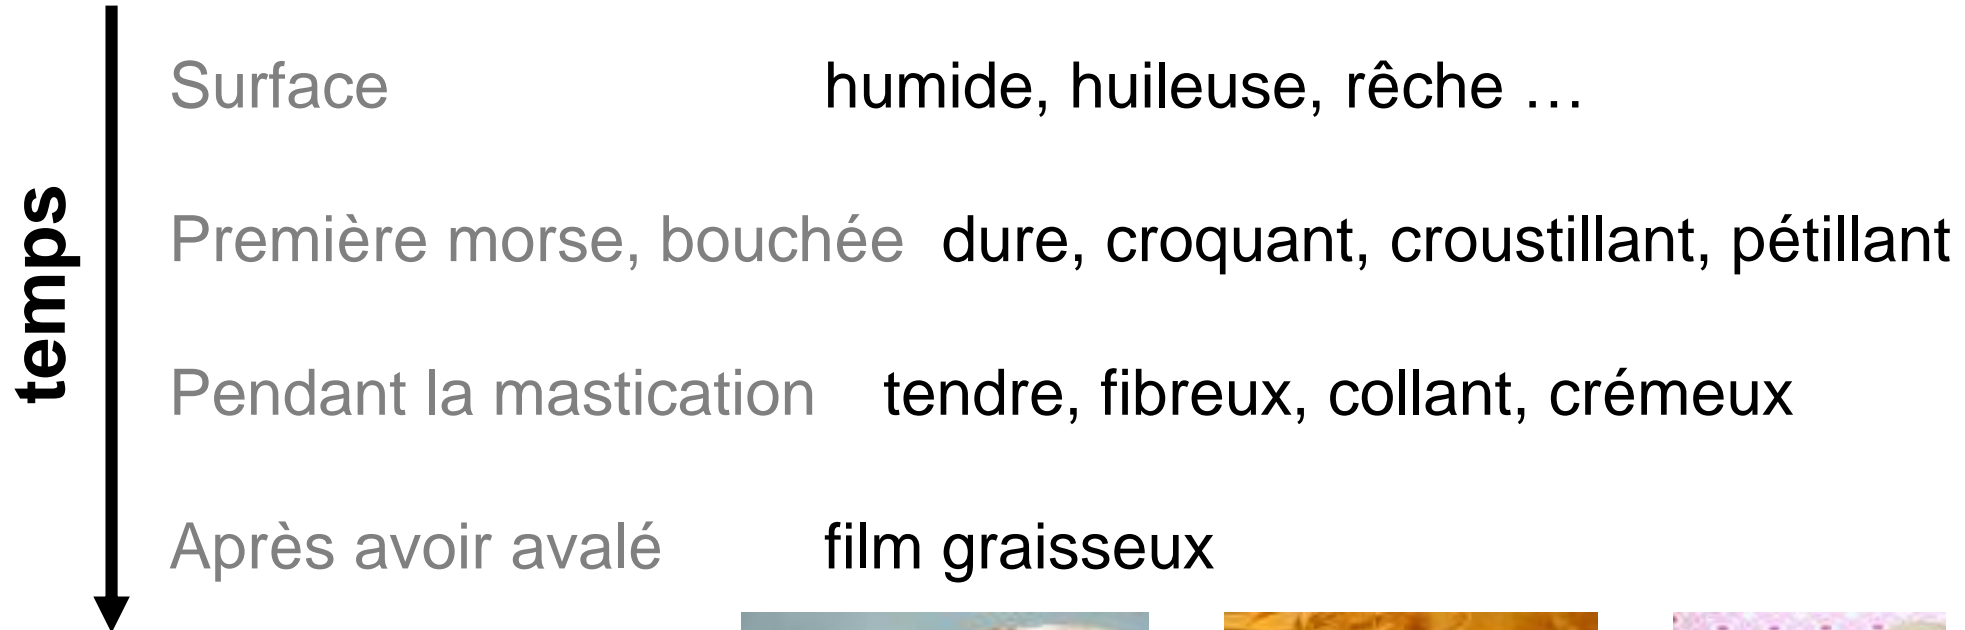 temps
Surface humide, huileuse, rêche …
Première morse, bouchée dure, croquant, croustillant, pétillant
Pendant la mastication tendre, fibreux, collant, crémeux
Après avoir avalé film graisseux